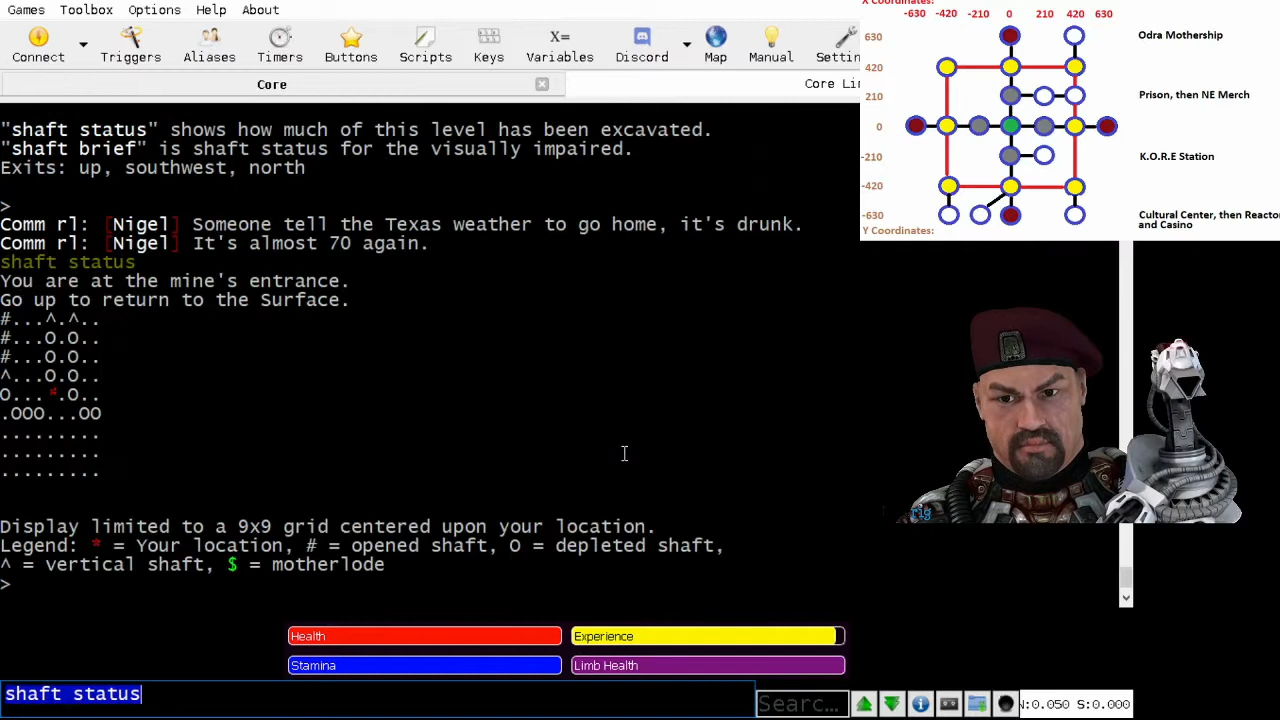 Games Toolbox Options Help About
Connect Triggers Aliases Timers Buttons Scripts Keys Variables Discord Map Manual
X=
Core
"shaft status" shows how much of this level has been excavated.
"shaft brief" is shaft status for the visually impaired.
Exits: up, southwest, north
>
Comm rl: [Nigel] Someone tell the Texas weather to go home, it's drunk.
Comm rl: [Nigel] It's almost 70 again.
shaft status
You are at the mine's entrance.
Go up to return to the Surface.
#...^.^..
#...O.O..
#...O.O..
^...O.O..
O...*.O..
.OOO...OO
.........
.........
.........
Display limited to a 9x9 grid centered upon your location.
Legend: * = Your location, # = opened shaft, O = depleted shaft,
^ = vertical shaft, $ = motherlode
>
Health Experience
Stamina Limb Health
shaft status
Searc...
N:0.050 S:0.000
X Coordinates:
-630 -420 -210 0 210 420 630
630
420
210
0
-210
-420
-630
Y Coordinates:
Odra Mothership
Prison, then NE Merch
K.O.R.E Station
Cultural Center, then Reacto
and Casino